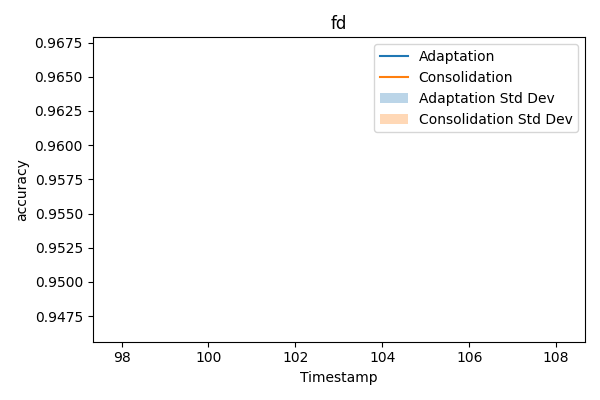 fd
0.9675
0.9650
0.9625
0.9600
0.9575
0.9550
0.9525
0.9500
0.9475
accuracy
Adaptation
Consolidation
Adaptation Std Dev
Consolidation Std Dev
98 100 102 104 106 108
Timestamp